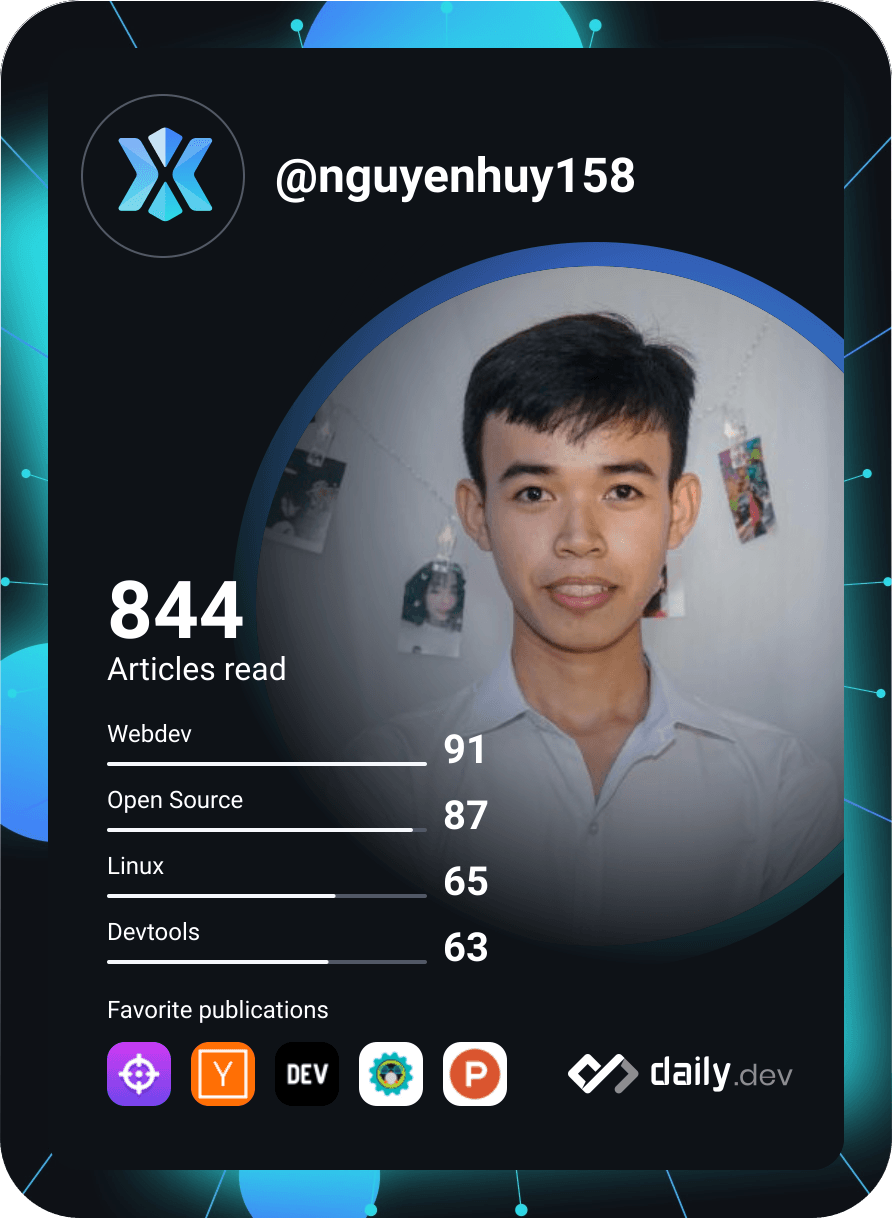 @nguyenhuy158
844
Articles read
Webdev
91
Open Source
87
Linux
65
Devtools
63
Favorite publications
Y
DEV
P
daily.dev